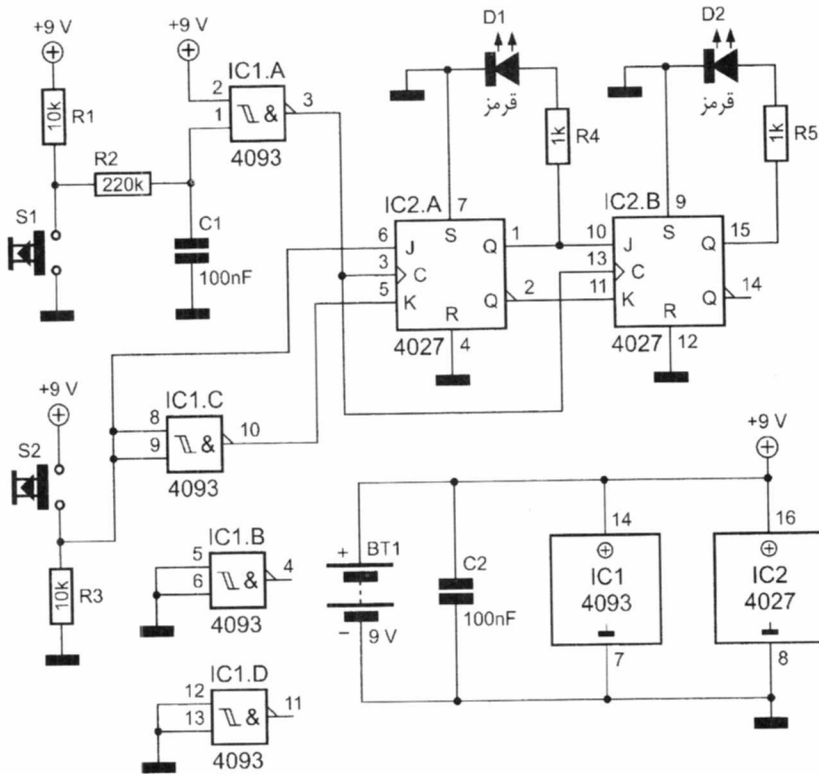 +9 V
+9 V
D1
D2
IC1.A
2
1
3
&
4093
10k
R1
R2
220k
S1
C1
100nF
قرمز
قرمز
1k
R4
1k
R5
IC2.A
7
6
3
5
J
C
K
S
Q
Q
R
1
2
4027
4
IC2.B
9
10
13
11
J
C
K
S
Q
Q
R
15
14
4027
12
+9 V
S2
10k
R3
IC1.C
8
9
10
&
4093
IC1.B
5
6
4
&
4093
IC1.D
12
13
11
&
4093
+9 V
+
BT1
−
9 V
C2
100nF
14
IC1
4093
7
16
IC2
4027
8